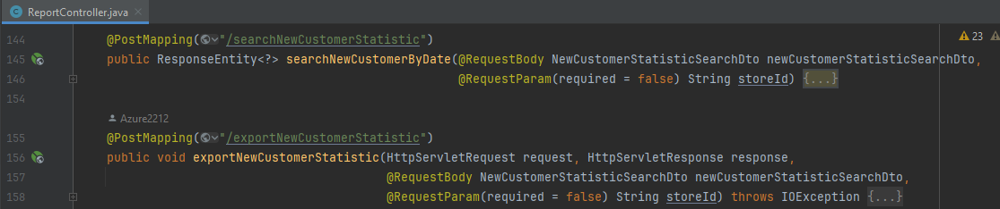 ReportController.java
144 @PostMapping("/searchNewCustomerStatistic") 23
145 public ResponseEntity<?> searchNewCustomerByDate(@RequestBody NewCustomerStatisticSearchDto newCustomerStatisticSearchDto,
146 @RequestParam(required = false) String storeId) {...}
154
Azure2212
155 @PostMapping("/exportNewCustomerStatistic")
156 public void exportNewCustomerStatistic(HttpServletRequest request, HttpServletResponse response,
157 @RequestBody NewCustomerStatisticSearchDto newCustomerStatisticSearchDto,
158 @RequestParam(required = false) String storeId) throws IOException {...}